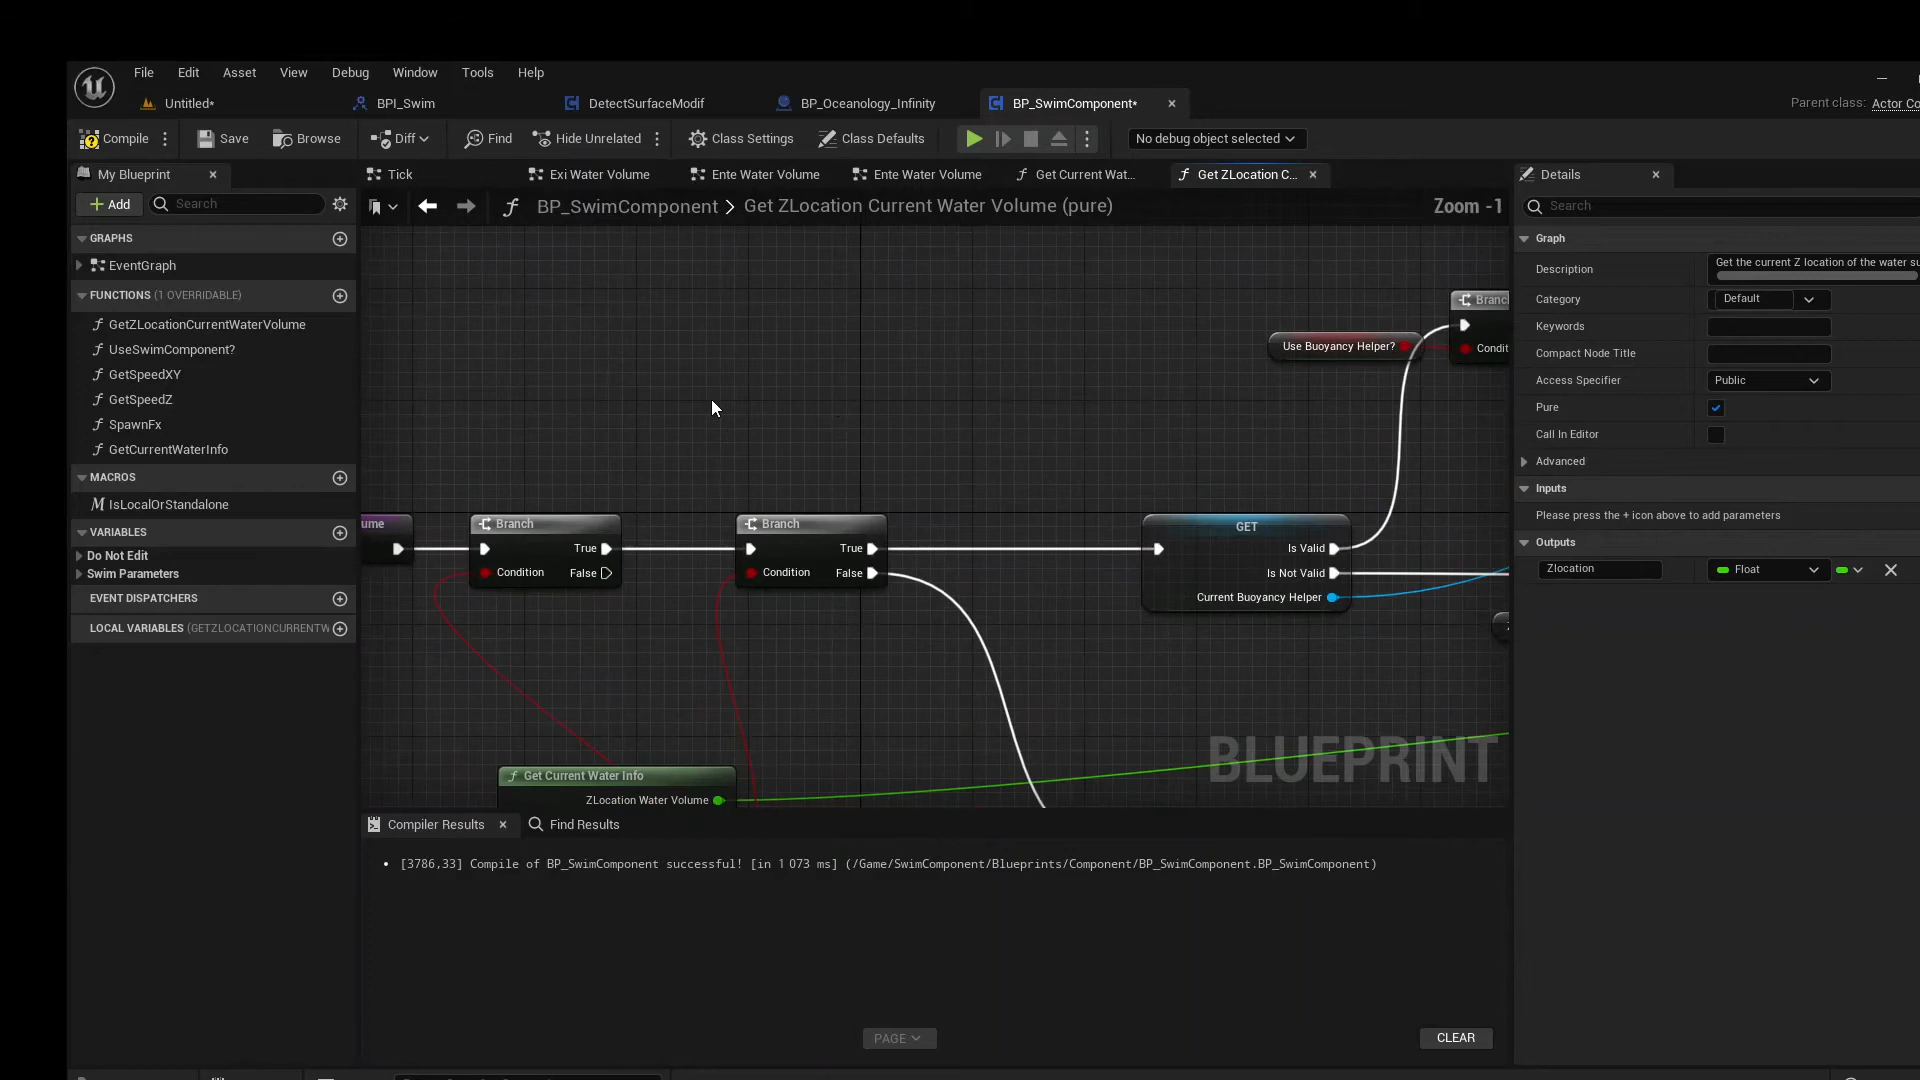 File Edit Asset View Debug Window Tools Help
Untitled* BPI_Swim DetectSurfaceModif BP_Oceanology_Infinity BP_SwimComponent* Parent class: Actor Co
Compile Save Browse Diff Find Hide Unrelated Class Settings Class Defaults No debug object selected
My Blueprint Tick Exi Water Volume Ente Water Volume Ente Water Volume Get Current Wat... Get ZLocation C... Details
Add Search BP_SwimComponent > Get ZLocation Current Water Volume (pure) Zoom -1 Search
GRAPHS
EventGraph
FUNCTIONS (1 OVERRIDABLE)
GetZLocationCurrentWaterVolume
UseSwimComponent?
GetSpeedXY
GetSpeedZ
SpawnFx
GetCurrentWaterInfo
MACROS
IsLocalOrStandalone
VARIABLES
Do Not Edit
Swim Parameters
EVENT DISPATCHERS
LOCAL VARIABLES (GETZLOCATIONCURRENTW
Branch
Use Buoyancy Helper?
Condit
ume
Branch
True
Condition False
Branch
True
Condition False
GET
Is Valid
Is Not Valid
Current Buoyancy Helper
Get Current Water Info
ZLocation Water Volume
BLUEPRINT
Graph
Description Get the current Z location of the water su
Category Default
Keywords
Compact Node Title
Access Specifier Public
Pure
Call In Editor
Advanced
Inputs
Please press the + icon above to add parameters
Outputs
Zlocation Float
Compiler Results Find Results
• [3786,33] Compile of BP_SwimComponent successful! [in 1 073 ms] (/Game/SwimComponent/Blueprints/Component/BP_SwimComponent.BP_SwimComponent)
PAGE CLEAR